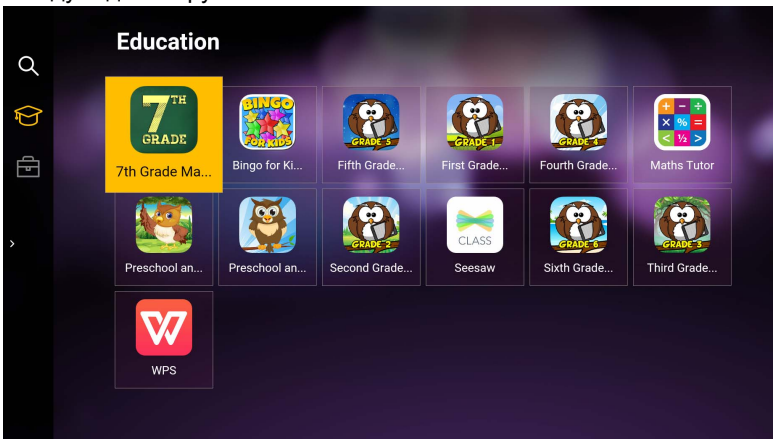 Education
7TH
GRADE
BINGO
FOR KIDS
GRADE 5
GRADE 1
GRADE 4
+ - ÷
x % =
< ½ >
7th Grade Ma...
Bingo for Ki...
Fifth Grade...
First Grade...
Fourth Grade...
Maths Tutor
GRADE 2
CLASS
GRADE 6
GRADE 3
Preschool an...
Preschool an...
Second Grade...
Seesaw
Sixth Grade...
Third Grade...
W
WPS